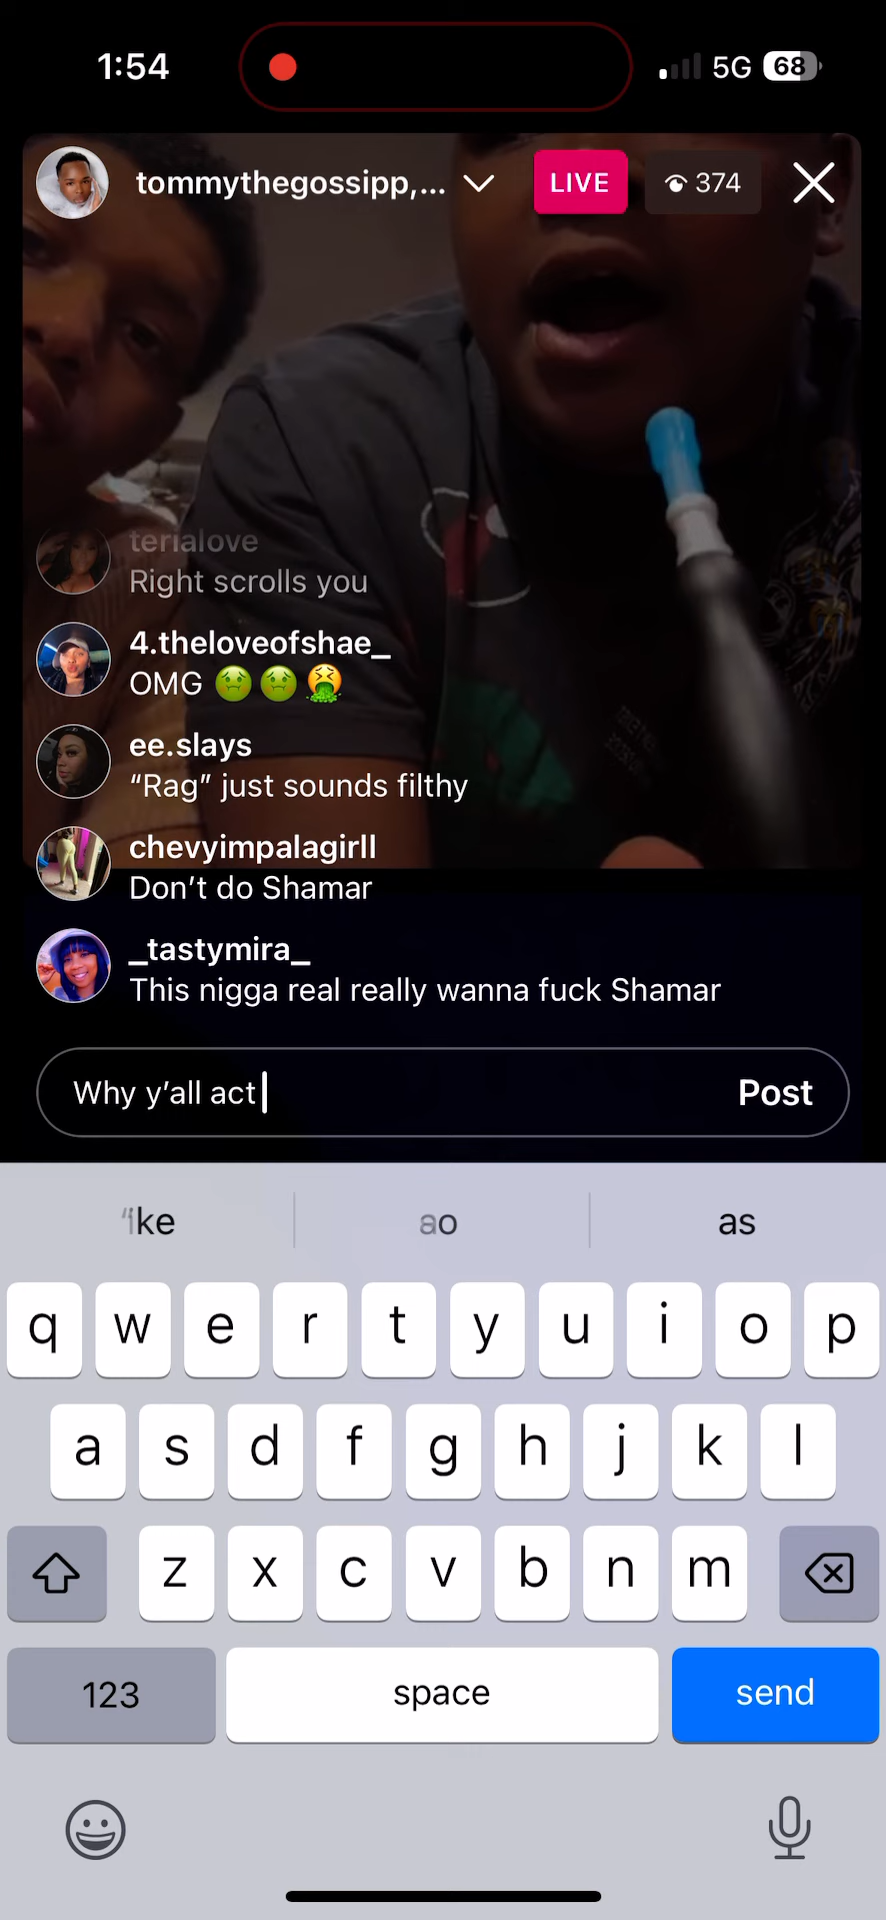 1:54
5G 68
tommythegossipp,...
LIVE
374
terialove
Right scrolls you
4.theloveofshae_
OMG 🤢 🤢 🤮
ee.slays
“Rag” just sounds filthy
chevyimpalagirll
Don’t do Shamar
_tastymira_
This nigga real really wanna fuck Shamar
Why y’all act
Post
as
q w e r t y u i o p
a s d f g h j k l
z x c v b n m
123
space
send